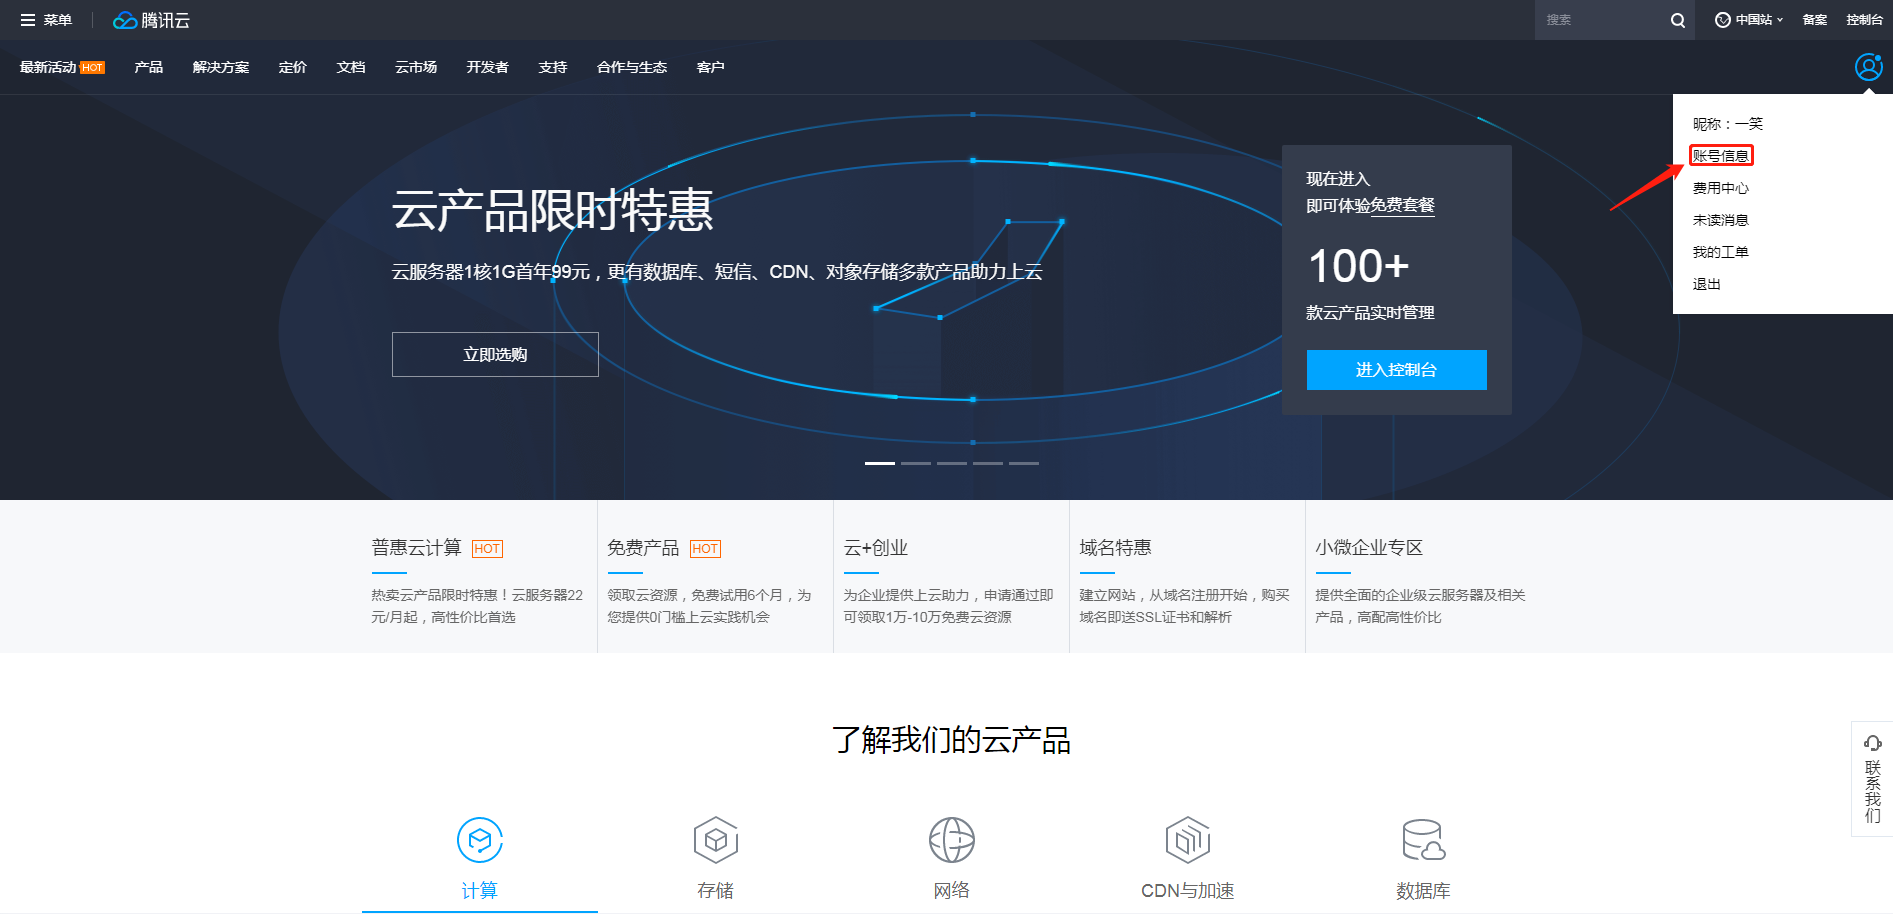 菜单
腾讯云
搜索
中国站
备案
控制台
最新活动 HOT
产品
解决方案
定价
文档
云市场
开发者
支持
合作与生态
客户
昵称：一笑
账号信息
费用中心
未读消息
我的工单
退出
云产品限时特惠
云服务器1核1G首年99元，更有数据库、短信、CDN、对象存储多款产品助力上云
立即选购
现在进入
即可体验免费套餐
100+
款云产品实时管理
进入控制台
普惠云计算 HOT
热卖云产品限时特惠！云服务器22
元/月起，高性价比首选
免费产品 HOT
领取云资源，免费试用6个月，为
您提供0门槛上云实践机会
云+创业
为企业提供上云助力，申请通过即
可领取1万-10万免费云资源
域名特惠
建立网站，从域名注册开始，购买
域名即送SSL证书和解析
小微企业专区
提供全面的企业级云服务器及相关
产品，高配高性价比
了解我们的云产品
计算
存储
网络
CDN与加速
数据库
联系我们